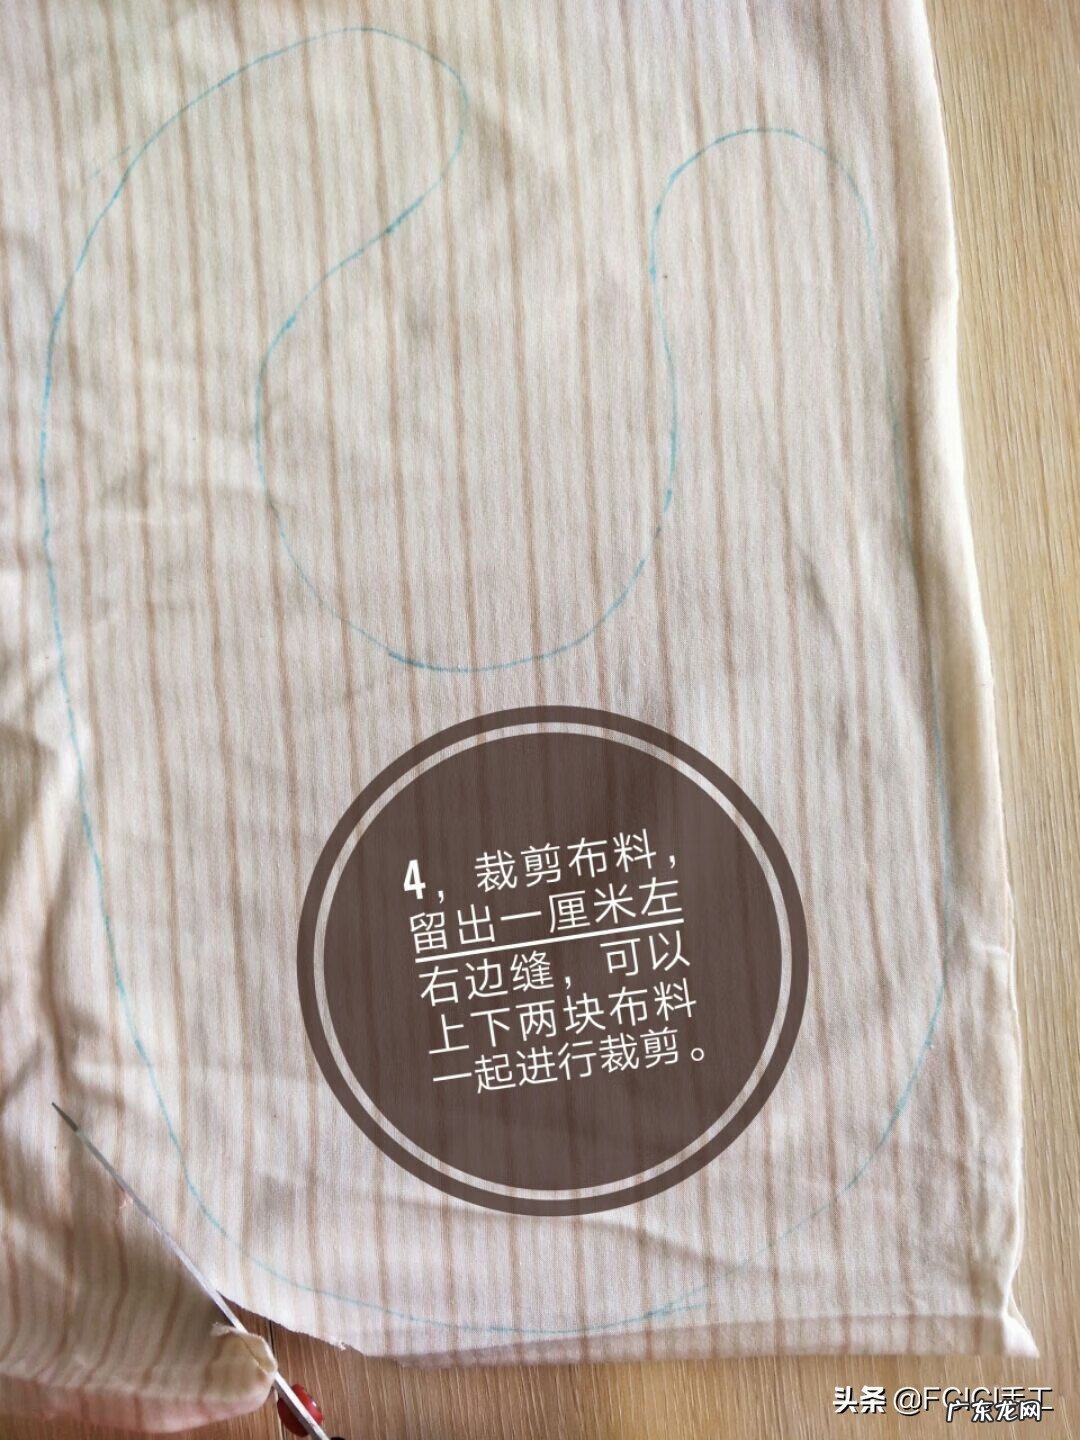 4，裁剪布料，
留出一厘米左
右边缝，可以
上下两块布料
一起进行裁剪。
头条 @FCICI手工
广东龙网